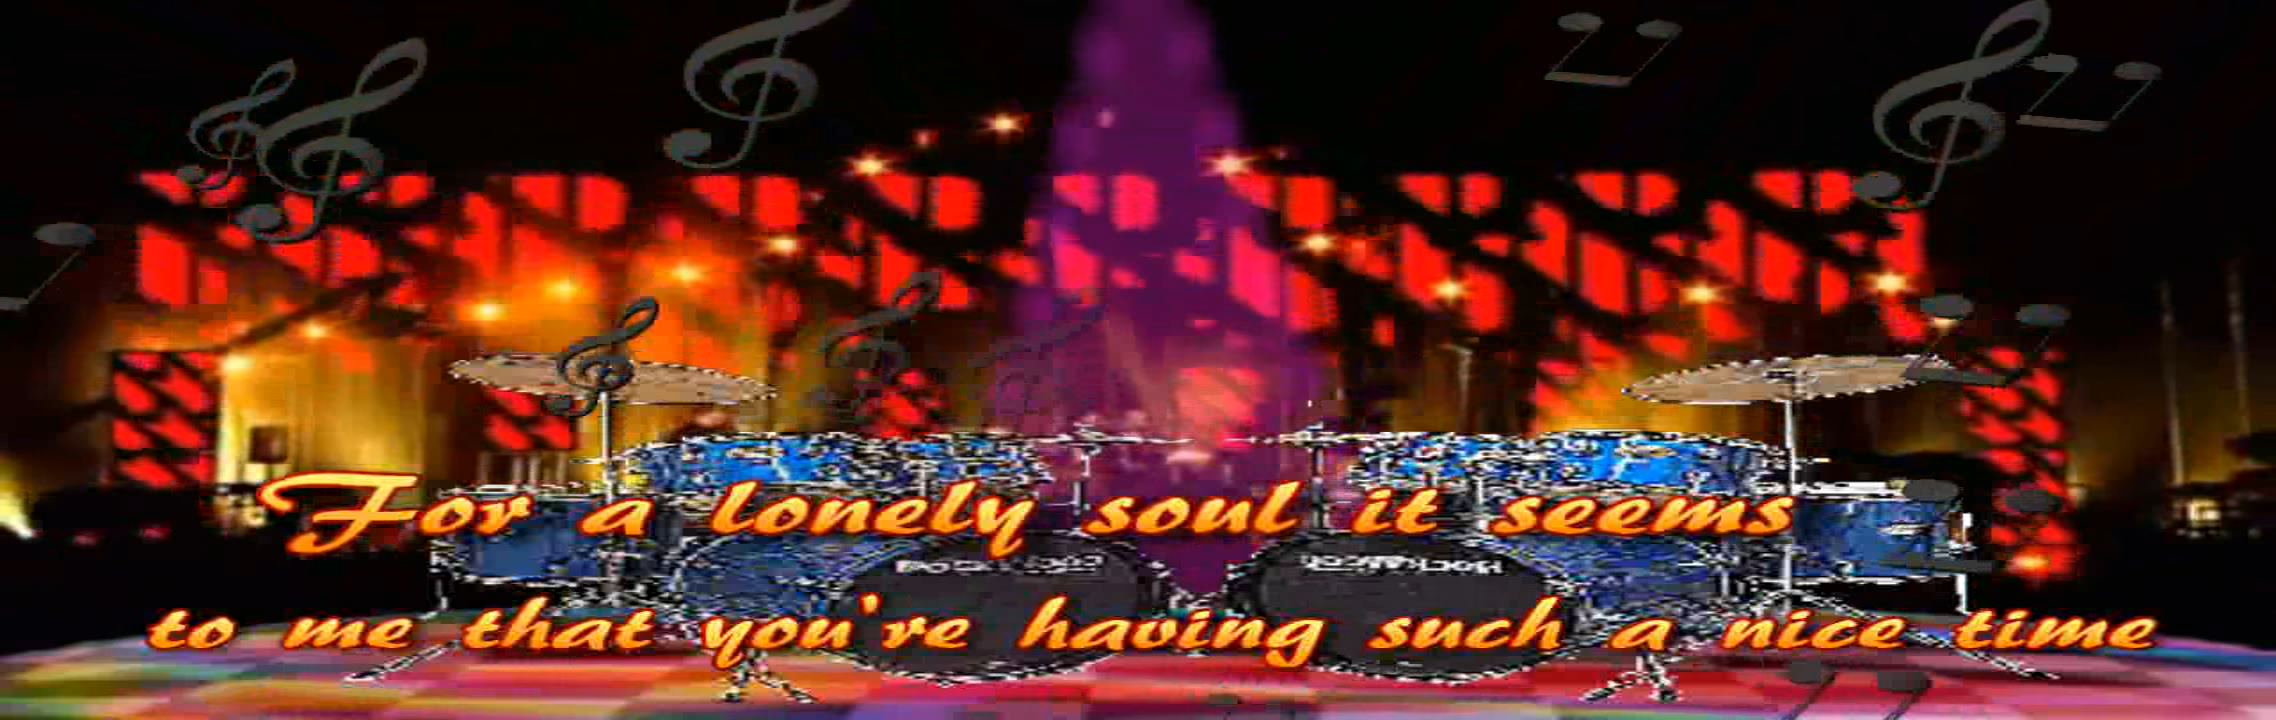 For a lonely soul it seems
to me that you're having such a nice time